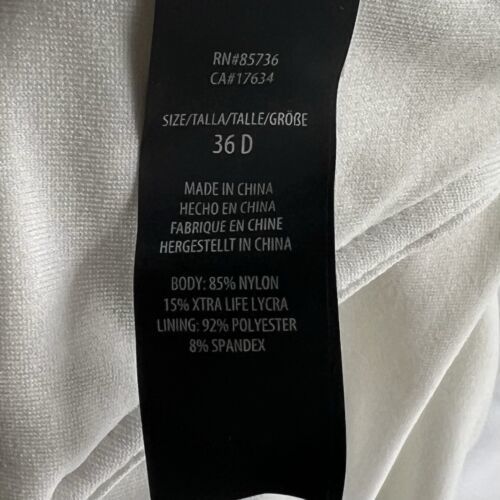 RN#85736
CA#17634
SIZE/TALLA/TALLE/GRÖßE
36 D
MADE IN CHINA
HECHO EN CHINA
FABRIQUE EN CHINE
HERGESTELLT IN CHINA
BODY: 85% NYLON
15% XTRA LIFE LYCRA
LINING: 92% POLYESTER
8% SPANDEX